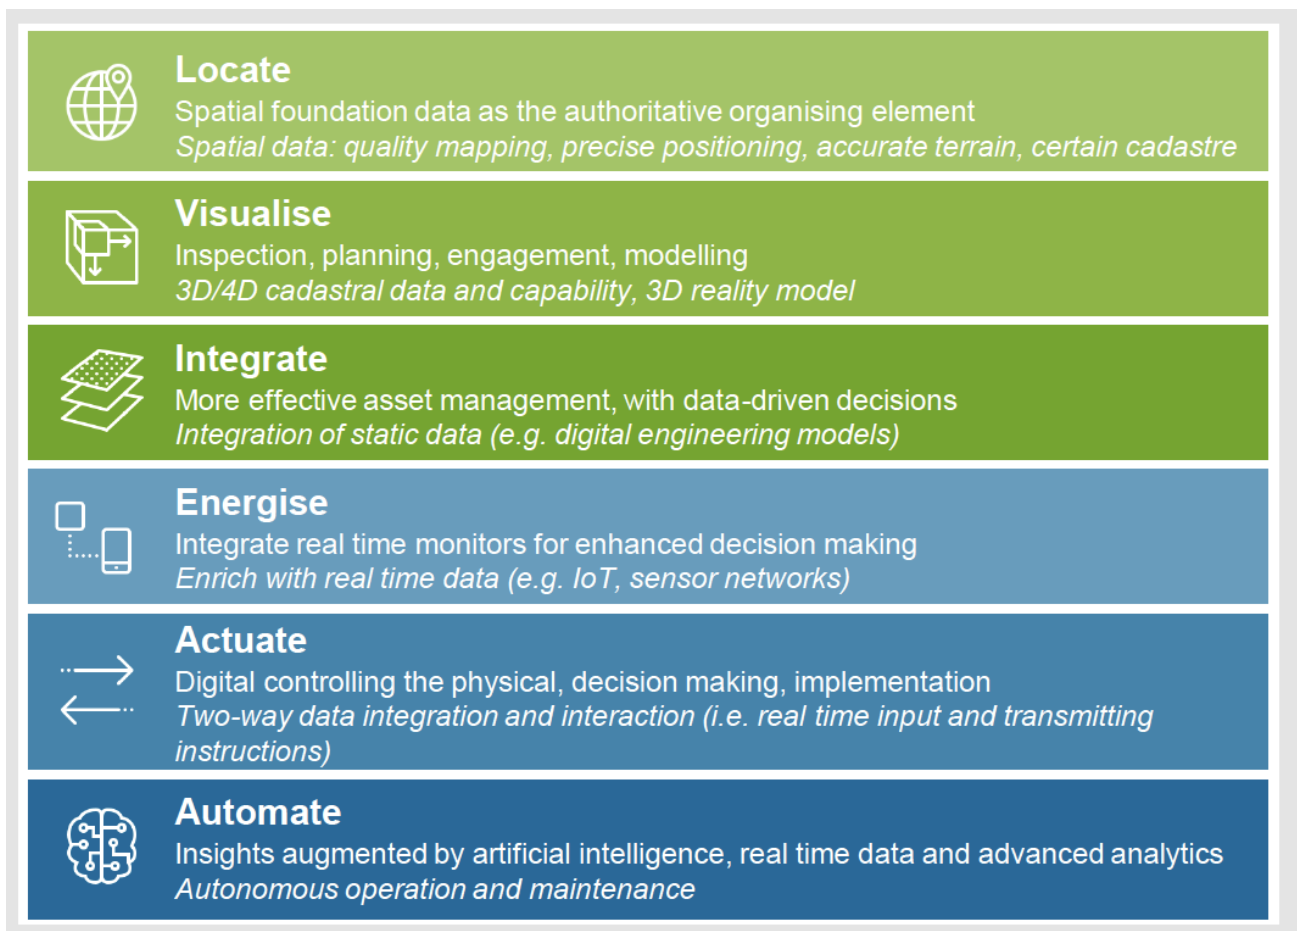 Locate
Spatial foundation data as the authoritative organising element
Spatial data: quality mapping, precise positioning, accurate terrain, certain cadastre
Visualise
Inspection, planning, engagement, modelling
3D/4D cadastral data and capability, 3D reality model
Integrate
More effective asset management, with data-driven decisions
Integration of static data (e.g. digital engineering models)
Energise
Integrate real time monitors for enhanced decision making
Enrich with real time data (e.g. IoT, sensor networks)
Actuate
Digital controlling the physical, decision making, implementation
Two-way data integration and interaction (i.e. real time input and transmitting
instructions)
Automate
Insights augmented by artificial intelligence, real time data and advanced analytics
Autonomous operation and maintenance